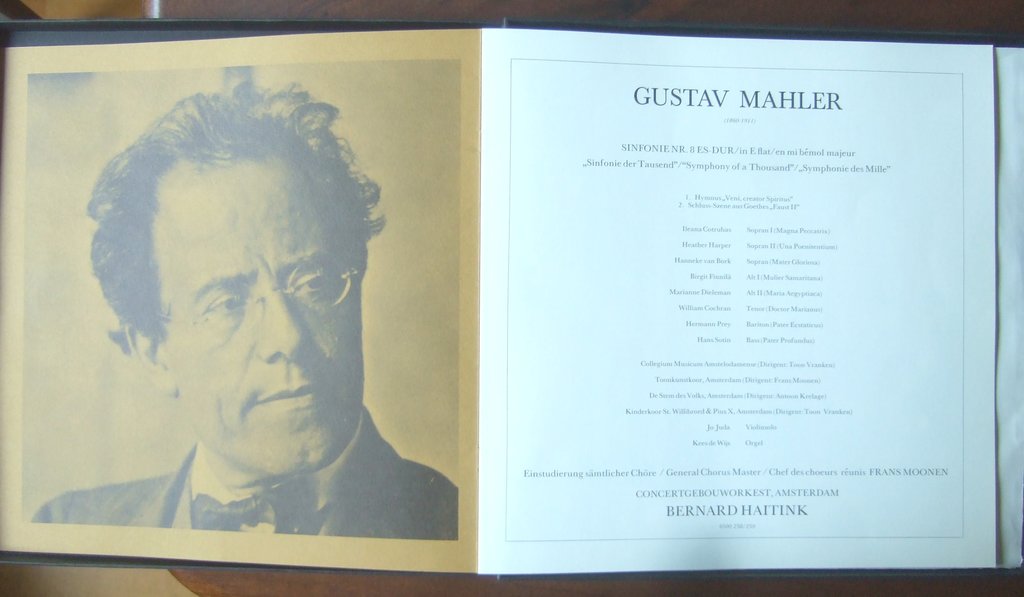 GUSTAV MAHLER
(1860-1911)
SINFONIE NR. 8 ES-DUR/in E flat/en mi bémol majeur
„Sinfonie der Tausend”/“Symphony of a Thousand”/„Symphonie des Mille”
1. Hymnus „Veni, creator Spiritus”
2. Schluss-Szene aus Goethes „Faust II”
Ileana Cotrubas Sopran I (Magna Peccatrix)
Heather Harper Sopran II (Una Poenitentium)
Hanneke van Bork Sopran (Mater Gloriosa)
Birgit Finnilä Alt I (Mulier Samaritana)
Marianne Dieleman Alt II (Maria Aegyptiaca)
William Cochran Tenor (Doctor Marianus)
Hermann Prey Bariton (Pater Ecstaticus)
Hans Sotin Bass (Pater Profundus)
Collegium Musicum Amstelodamense (Dirigent: Toon Vranken)
Toonkunstkoor, Amsterdam (Dirigent: Frans Moonen)
De Stem des Volks, Amsterdam (Dirigent: Antoon Krelage)
Kinderkoor St. Willibrord & Pius X, Amsterdam (Dirigent: Toon Vranken)
Jo Juda Violinsolo
Kees de Wijs Orgel
Einstudierung sämtlicher Chöre / General Chorus Master / Chef des choeurs réunis FRANS MOONEN
CONCERTGEBOUWORKEST, AMSTERDAM
BERNARD HAITINK
6500 258/259